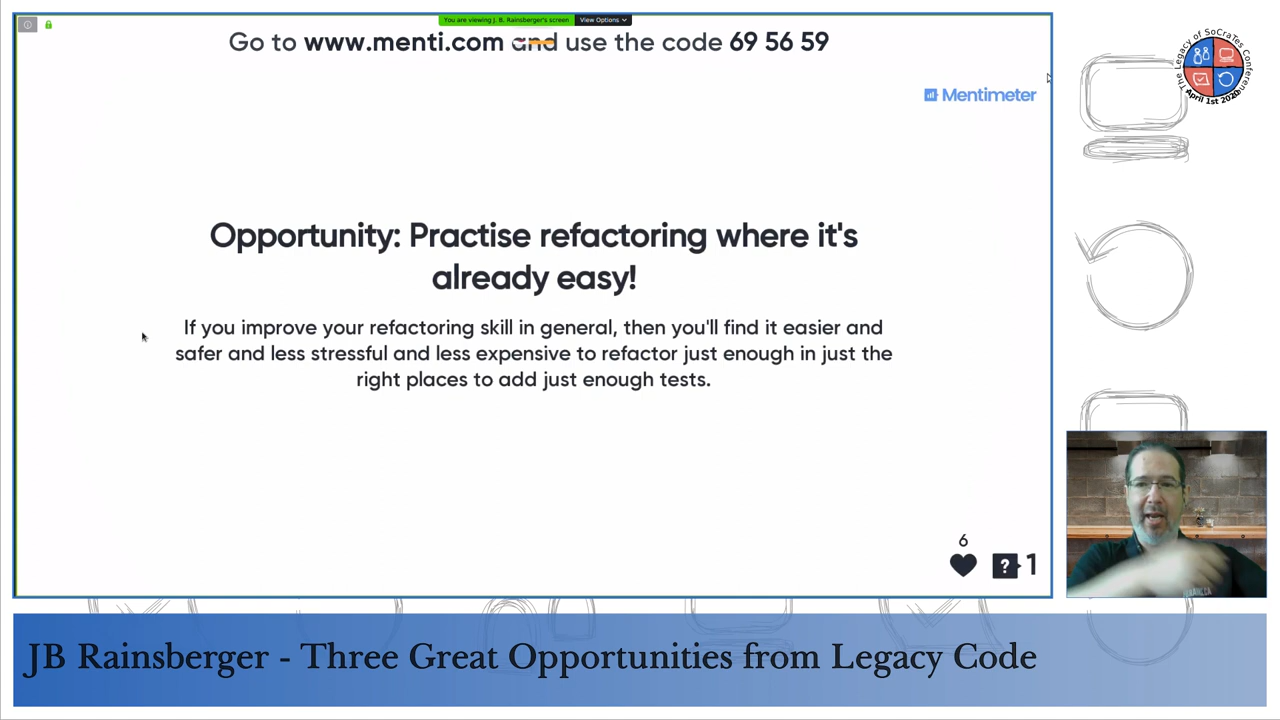 You are viewing J. B. Rainsberger's screen
View Options
Go to www.menti.com and use the code 69 56 59
Mentimeter
The Legacy of SoCraTes Conference
April 1st 2020
Opportunity: Practise refactoring where it's
already easy!
If you improve your refactoring skill in general, then you'll find it easier and
safer and less stressful and less expensive to refactor just enough in just the
right places to add just enough tests.
6
? 1
JB Rainsberger - Three Great Opportunities from Legacy Code